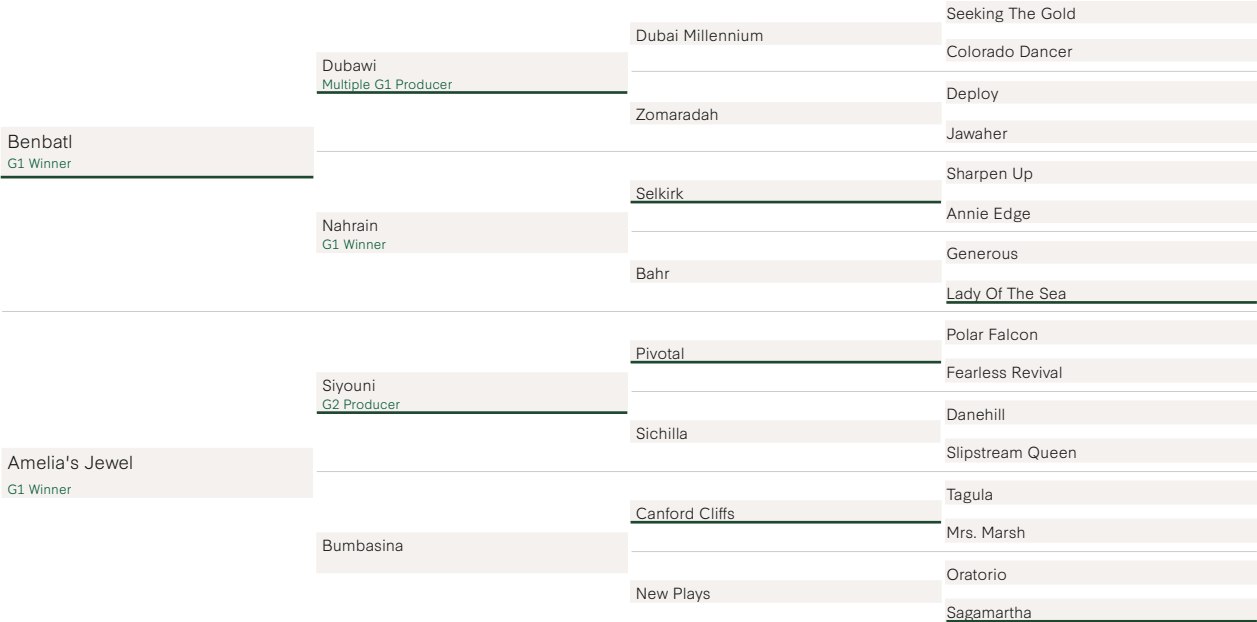 Seeking The Gold
Dubai Millennium
Colorado Dancer
Dubawi
Multiple G1 Producer
Deploy
Zomaradah
Jawaher
Benbatl
G1 Winner
Sharpen Up
Selkirk
Annie Edge
Nahrain
G1 Winner
Generous
Bahr
Lady Of The Sea
Polar Falcon
Pivotal
Fearless Revival
Siyouni
G2 Producer
Danehill
Sichilla
Slipstream Queen
Amelia's Jewel
G1 Winner
Tagula
Canford Cliffs
Mrs. Marsh
Bumbasina
Oratorio
New Plays
Sagamartha